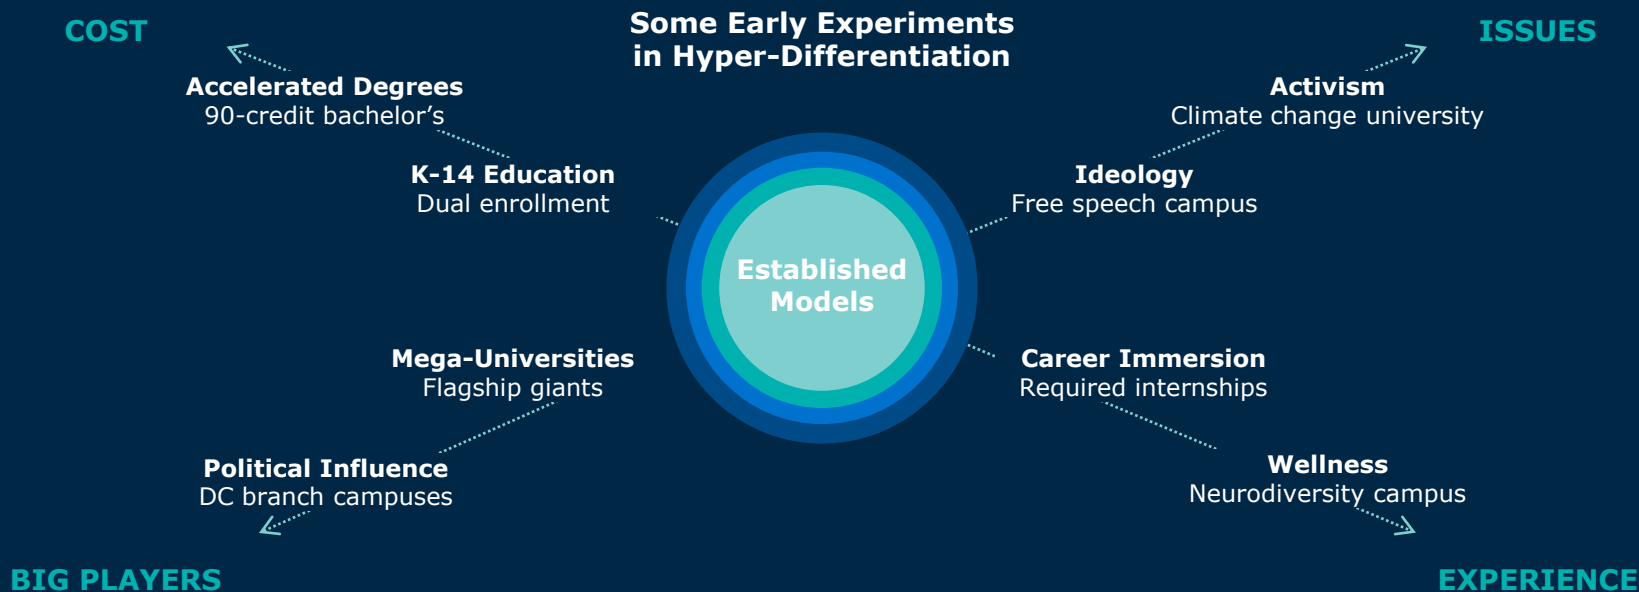 COST
Some Early Experiments
in Hyper-Differentiation
ISSUES
Accelerated Degrees
90-credit bachelor’s
Activism
Climate change university
K-14 Education
Dual enrollment
Ideology
Free speech campus
Established
Models
Mega-Universities
Flagship giants
Career Immersion
Required internships
Political Influence
DC branch campuses
Wellness
Neurodiversity campus
BIG PLAYERS
EXPERIENCE